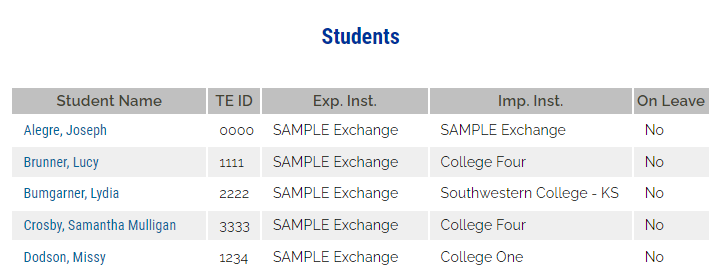 Students
Student Name TE ID Exp. Inst. Imp. Inst. On Leave
Alegre, Joseph 0000 SAMPLE Exchange SAMPLE Exchange No
Brunner, Lucy 1111 SAMPLE Exchange College Four No
Bumgarner, Lydia 2222 SAMPLE Exchange Southwestern College - KS No
Crosby, Samantha Mulligan 3333 SAMPLE Exchange College Four No
Dodson, Missy 1234 SAMPLE Exchange College One No